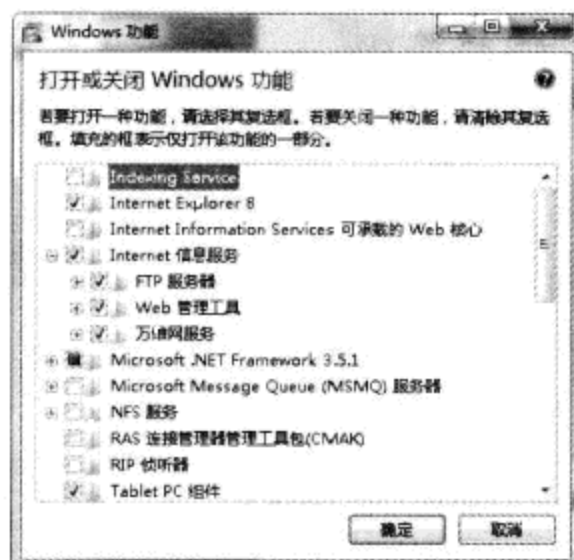 Windows 功能
打开或关闭 Windows 功能
若要打开一种功能，请选择其复选框。若要关闭一种功能，请清除其复选
框。填充的框表示仅打开该功能的一部分。
Indexing Service
Internet Explorer 8
Internet Information Services 可承载的 Web 核心
Internet 信息服务
FTP 服务器
Web 管理工具
万维网服务
Microsoft .NET Framework 3.5.1
Microsoft Message Queue (MSMQ) 服务器
NFS 服务
RAS 连接管理器管理工具包(CMAK)
RIP 侦听器
Tablet PC 组件
确定 取消